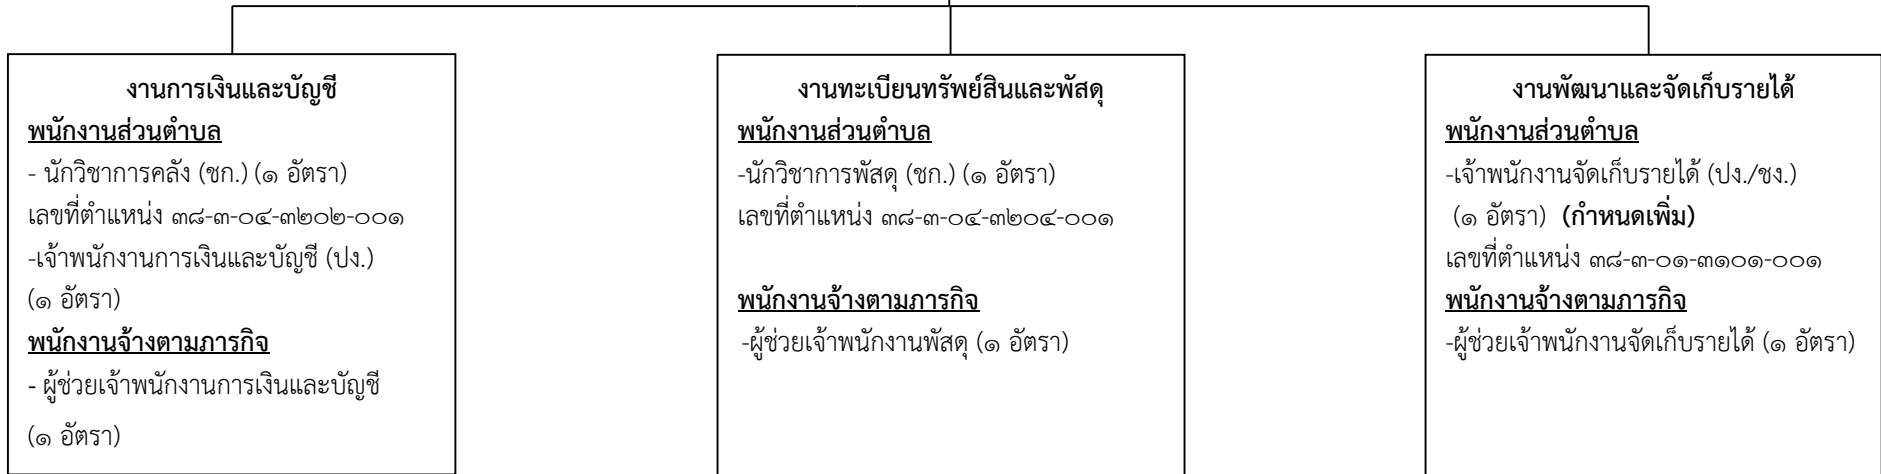 งานการเงินและบัญชี
พนักงานส่วนตำบล
- นักวิชาการคลัง (ชก.) (๑ อัตรา)
เลขที่ตำแหน่ง ๓๘-๓-๐๔-๓๒๐๒-๐๐๑
-เจ้าพนักงานการเงินและบัญชี (ปง.)
(๑ อัตรา)
พนักงานจ้างตามภารกิจ
- ผู้ช่วยเจ้าพนักงานการเงินและบัญชี
(๑ อัตรา)
งานทะเบียนทรัพย์สินและพัสดุ
พนักงานส่วนตำบล
-นักวิชาการพัสดุ (ชก.) (๑ อัตรา)
เลขที่ตำแหน่ง ๓๘-๓-๐๔-๓๒๐๔-๐๐๑
พนักงานจ้างตามภารกิจ
-ผู้ช่วยเจ้าพนักงานพัสดุ (๑ อัตรา)
งานพัฒนาและจัดเก็บรายได้
พนักงานส่วนตำบล
-เจ้าพนักงานจัดเก็บรายได้ (ปง./ชง.)
(๑ อัตรา) (กำหนดเพิ่ม)
เลขที่ตำแหน่ง ๓๘-๓-๐๑-๓๑๐๑-๐๐๑
พนักงานจ้างตามภารกิจ
-ผู้ช่วยเจ้าพนักงานจัดเก็บรายได้ (๑ อัตรา)